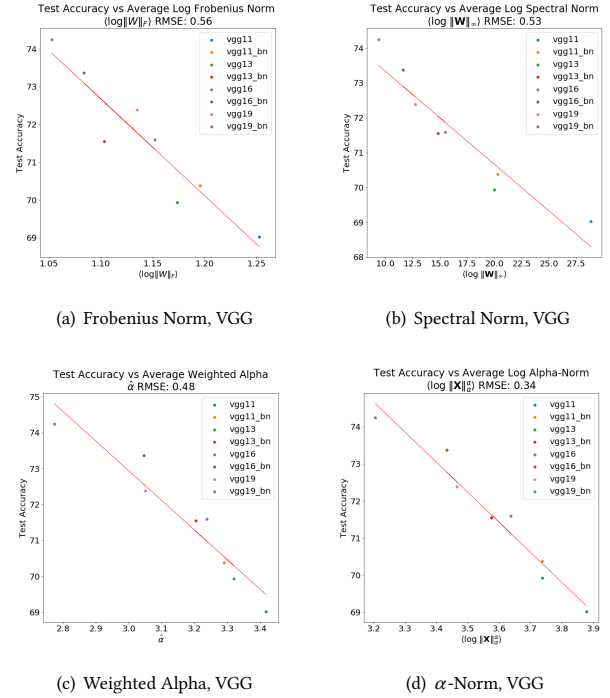 Test Accuracy vs Average Log Frobenius Norm
⟨log‖W‖_F⟩ RMSE: 0.56
74
73
72
71
70
69
Test Accuracy
1.05 1.10 1.15 1.20 1.25
⟨log‖W‖_F⟩
vgg11
vgg11_bn
vgg13
vgg13_bn
vgg16
vgg16_bn
vgg19
vgg19_bn
(a) Frobenius Norm, VGG
Test Accuracy vs Average Log Spectral Norm
⟨log ‖W‖∞⟩ RMSE: 0.53
74
73
72
71
70
69
68
Test Accuracy
10.0 12.5 15.0 17.5 20.0 22.5 25.0 27.5
⟨log ‖W‖∞⟩
vgg11
vgg11_bn
vgg13
vgg13_bn
vgg16
vgg16_bn
vgg19
vgg19_bn
(b) Spectral Norm, VGG
Test Accuracy vs Average Weighted Alpha
α̂ RMSE: 0.48
75
74
73
72
71
70
69
Test Accuracy
2.8 2.9 3.0 3.1 3.2 3.3 3.4
α̂
vgg11
vgg11_bn
vgg13
vgg13_bn
vgg16
vgg16_bn
vgg19
vgg19_bn
(c) Weighted Alpha, VGG
Test Accuracy vs Average Log Alpha-Norm
⟨log ‖X‖_α^α⟩ RMSE: 0.34
74
73
72
71
70
69
Test Accuracy
3.2 3.3 3.4 3.5 3.6 3.7 3.8 3.9
⟨log ‖X‖_α^α⟩
vgg11
vgg11_bn
vgg13
vgg13_bn
vgg16
vgg16_bn
vgg19
vgg19_bn
(d) α-Norm, VGG